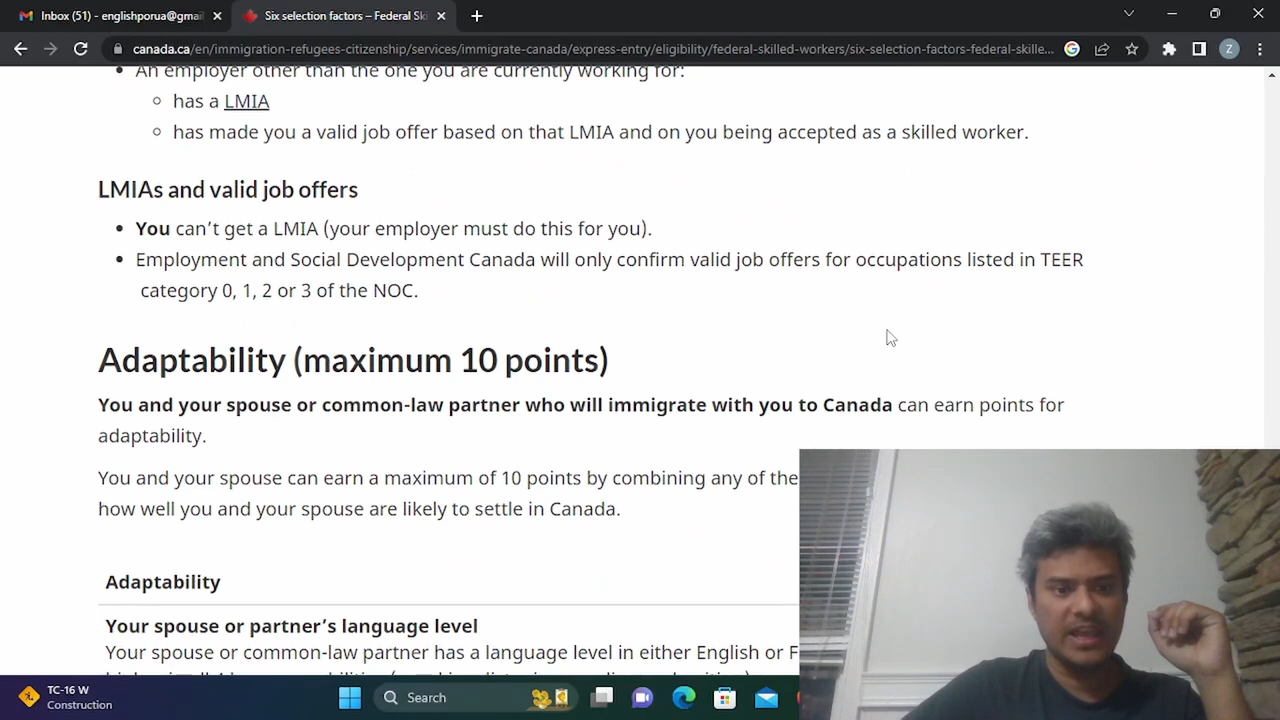 Inbox (51) - englishporua@gmai
Six selection factors – Federal Ski
canada.ca/en/immigration-refugees-citizenship/services/immigrate-canada/express-entry/eligibility/federal-skilled-workers/six-selection-factors-federal-skille...
Z
An employer other than the one you are currently working for:
has a LMIA
has made you a valid job offer based on that LMIA and on you being accepted as a skilled worker.
LMIAs and valid job offers
You can’t get a LMIA (your employer must do this for you).
Employment and Social Development Canada will only confirm valid job offers for occupations listed in TEER
category 0, 1, 2 or 3 of the NOC.
Adaptability (maximum 10 points)
You and your spouse or common-law partner who will immigrate with you to Canada can earn points for
adaptability.
You and your spouse can earn a maximum of 10 points by combining any of the
how well you and your spouse are likely to settle in Canada.
Adaptability
Your spouse or partner’s language level
Your spouse or common-law partner has a language level in either English or F
TC-16 W
Construction
Search